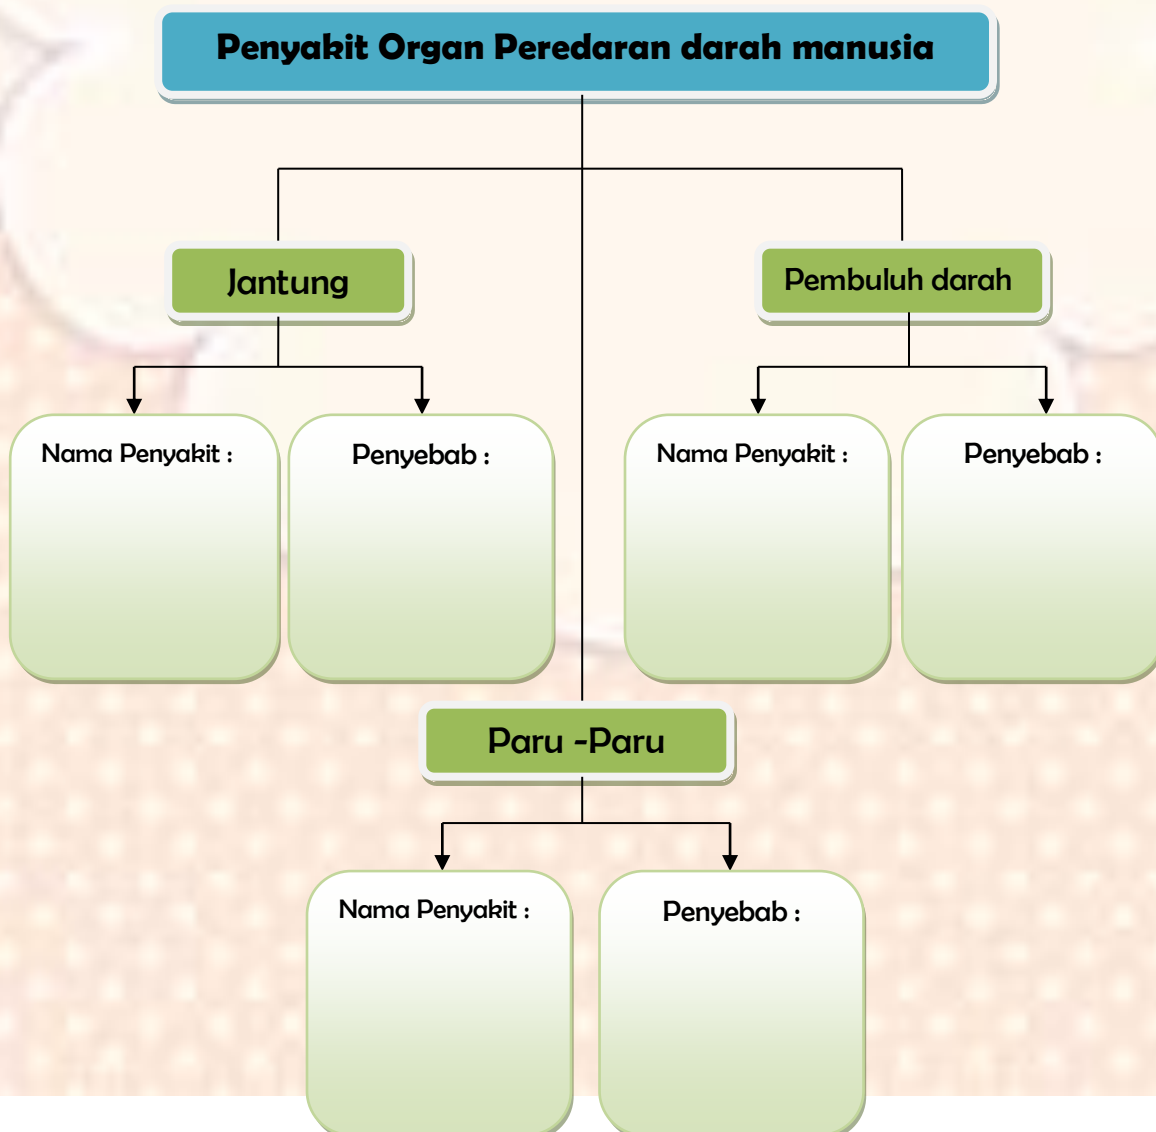 Penyakit Organ Peredaran darah manusia
Jantung
Pembuluh darah
Nama Penyakit :
Penyebab :
Nama Penyakit :
Penyebab :
Paru -Paru
Nama Penyakit :
Penyebab :